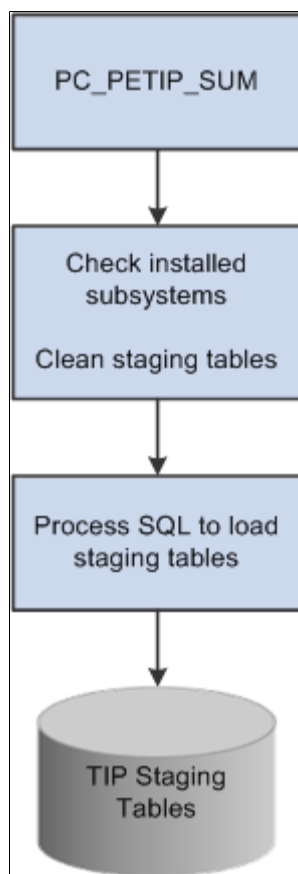 PC_PETIP_SUM
Check installed
subsystems
Clean staging tables
Process SQL to load
staging tables
TIP Staging
Tables